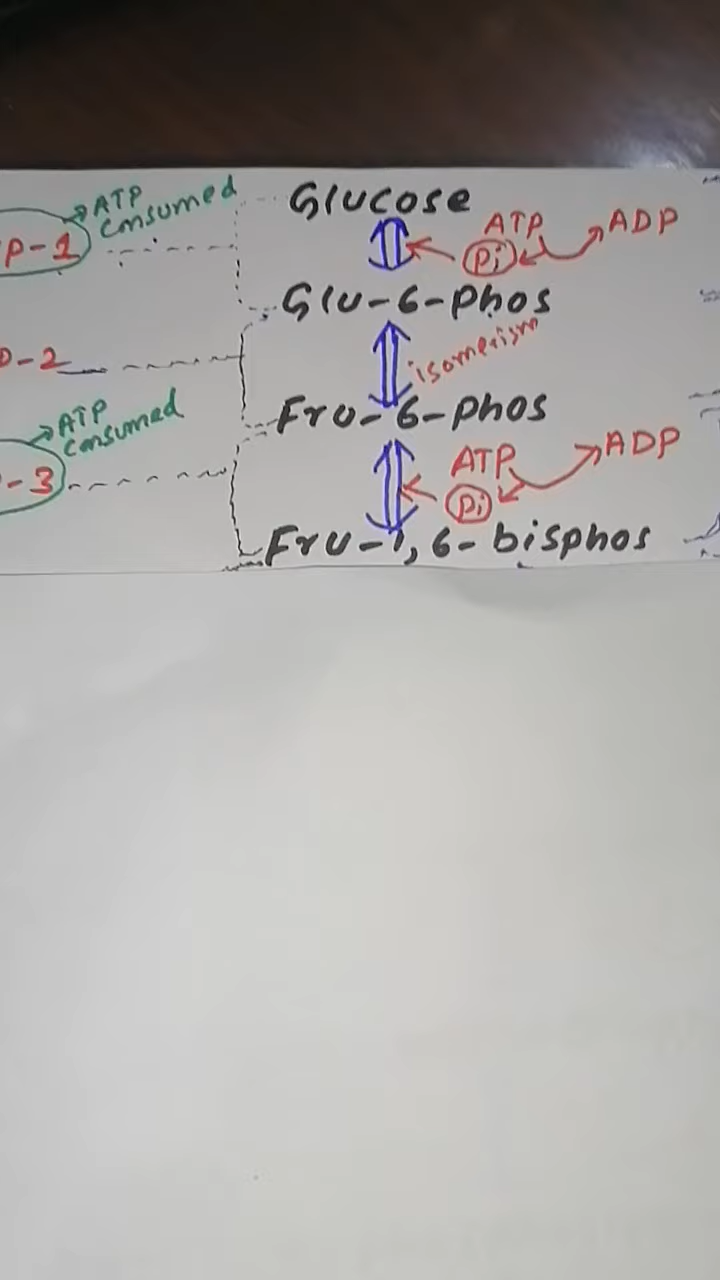 Glucose
ATP
consumed
P-1
ATP
ADP
Pi
Glu-6-phos
isomerism
P-2
Fru-6-phos
ATP
consumed
ATP
ADP
-3
Pi
Fru-1,6-bisphos